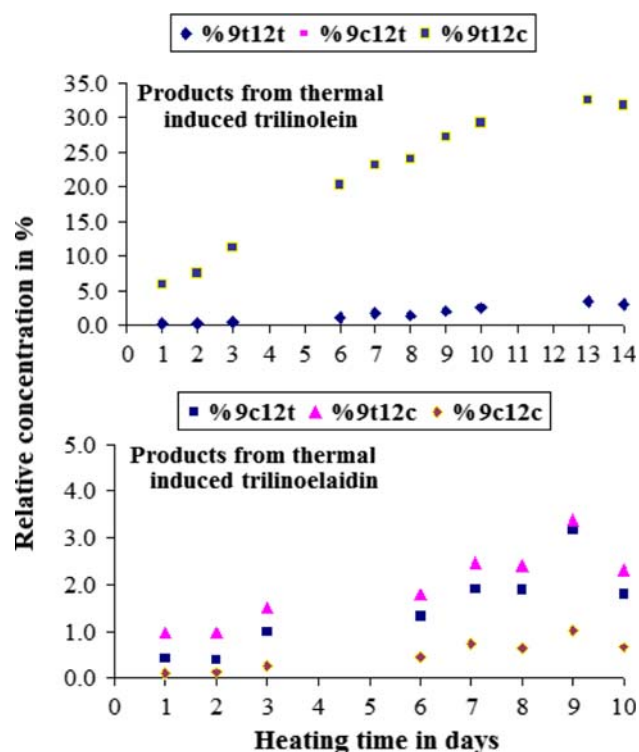 %9t12t %9c12t %9t12c
Products from thermal
induced trilinolein
35.0
30.0
25.0
20.0
15.0
10.0
5.0
0.0
0 1 2 3 4 5 6 7 8 9 10 11 12 13 14
Relative concentration in %
%9c12t %9t12c %9c12c
Products from thermal
induced trilinoelaidin
5.0
4.0
3.0
2.0
1.0
0.0
0 1 2 3 4 5 6 7 8 9 10
Heating time in days